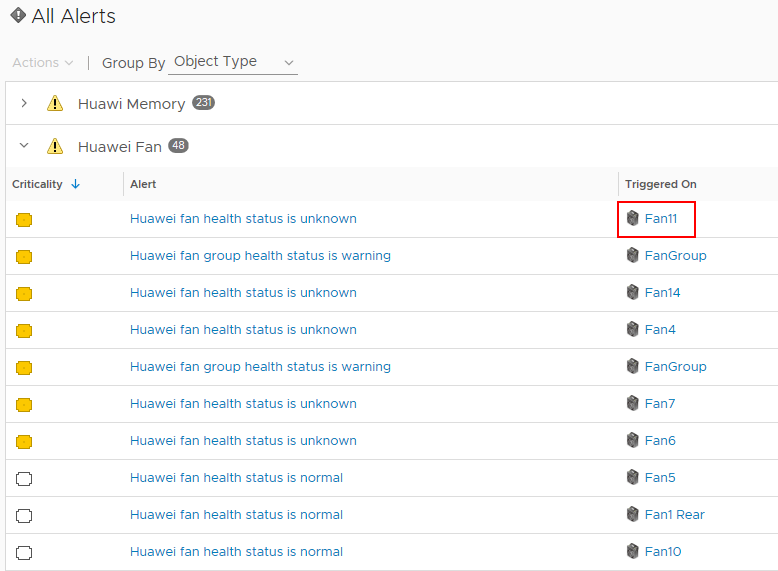 All Alerts
Actions | Group By Object Type
Huawi Memory 231
Huawei Fan 48
Criticality Alert Triggered On
Huawei fan health status is unknown Fan11
Huawei fan group health status is warning FanGroup
Huawei fan health status is unknown Fan14
Huawei fan health status is unknown Fan4
Huawei fan group health status is warning FanGroup
Huawei fan health status is unknown Fan7
Huawei fan health status is unknown Fan6
Huawei fan health status is normal Fan5
Huawei fan health status is normal Fan1 Rear
Huawei fan health status is normal Fan10